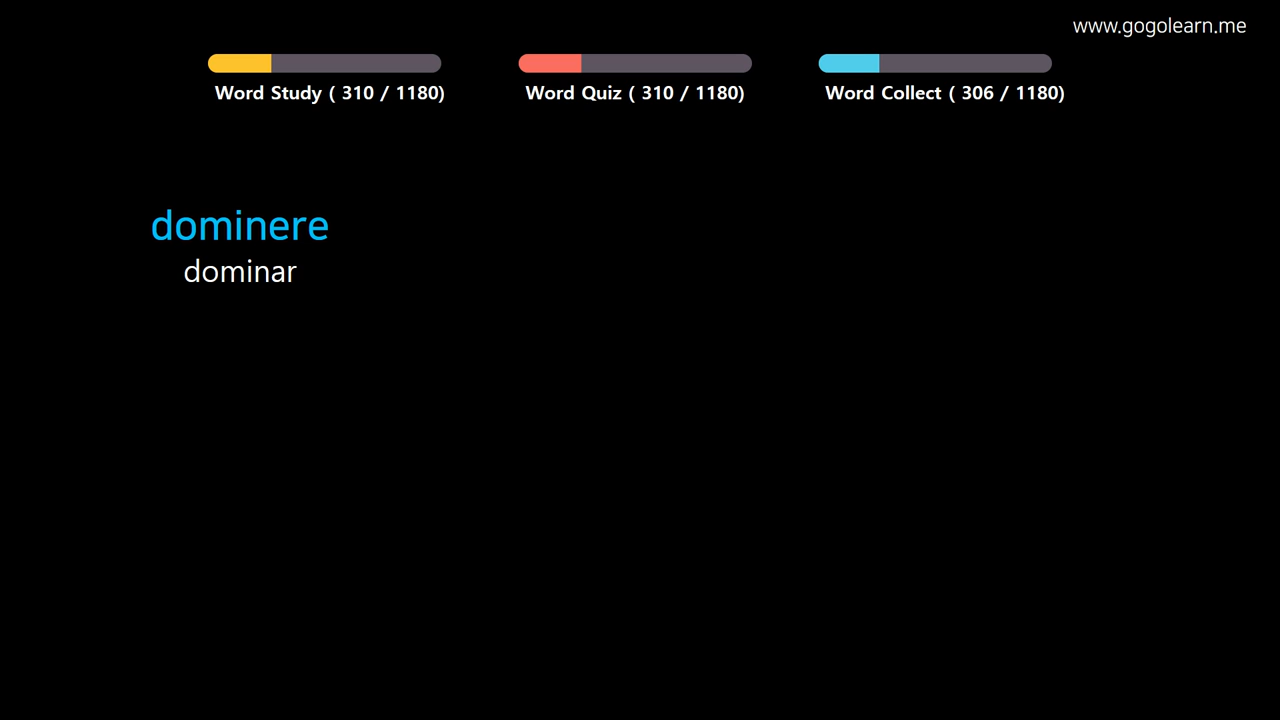 www.gogolearn.me
Word Study ( 310 / 1180)
Word Quiz ( 310 / 1180)
Word Collect ( 306 / 1180)
dominere
dominar